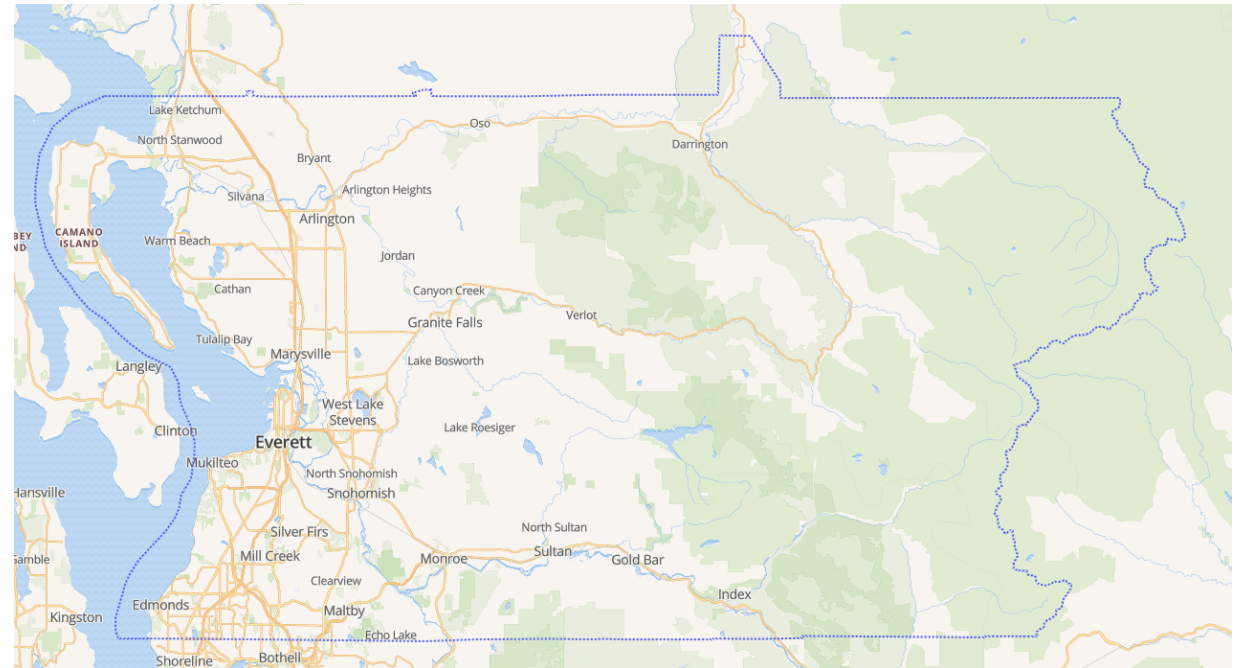 Lake Ketchum
Oso
North Stanwood
Darrington
Bryant
Arlington Heights
Silvana
Arlington
BEY
ND
CAMANO
ISLAND
Warm Beach
Jordan
Cathan
Canyon Creek
Verlot
Granite Falls
Tulalip Bay
Marysville
Langley
Lake Bosworth
West Lake
Stevens
Clinton
Lake Roesiger
Everett
Mukilteo
North Snohomish
Hansville
Snohomish
North Sultan
Silver Firs
Gamble
Mill Creek
Monroe
Sultan
Gold Bar
Clearview
Index
Edmonds
Maltby
Kingston
Echo Lake
Shoreline
Bothell